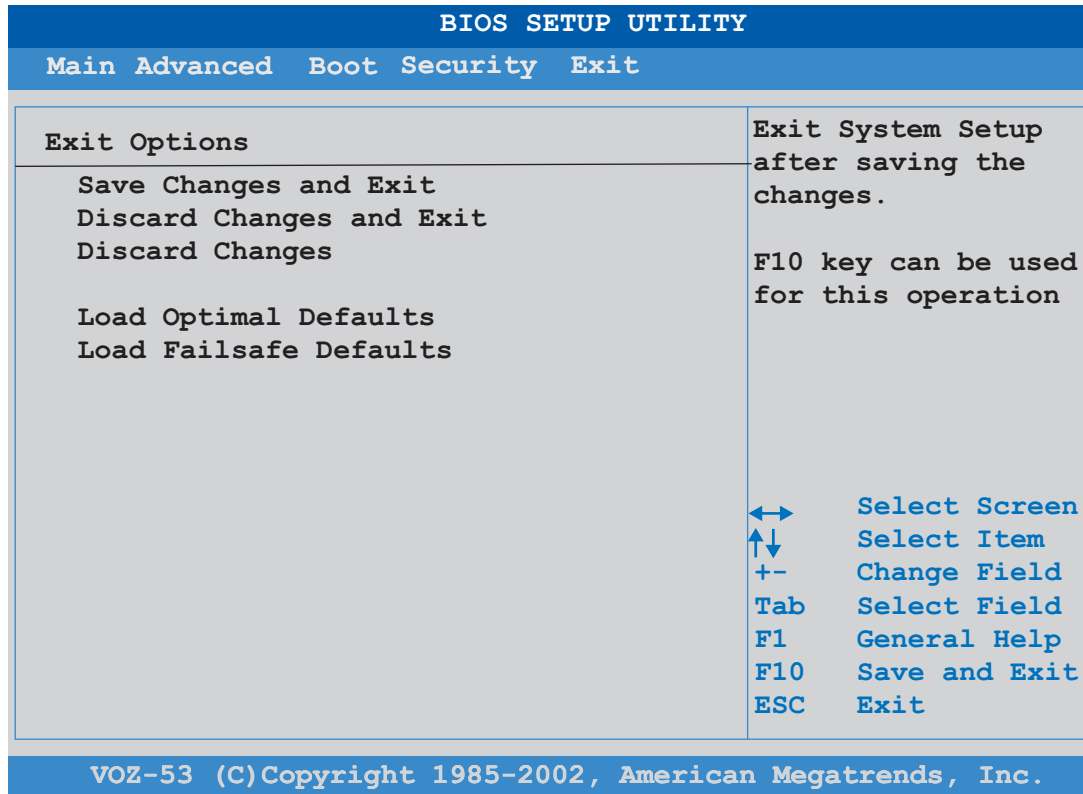 BIOS SETUP UTILITY
Main Advanced Boot Security Exit
Exit Options
Save Changes and Exit
Discard Changes and Exit
Discard Changes
Load Optimal Defaults
Load Failsafe Defaults
Exit System Setup
after saving the
changes.
F10 key can be used
for this operation
←→ Select Screen
↑↓ Select Item
+- Change Field
Tab Select Field
F1 General Help
F10 Save and Exit
ESC Exit
VOZ-53 (C)Copyright 1985-2002, American Megatrends, Inc.